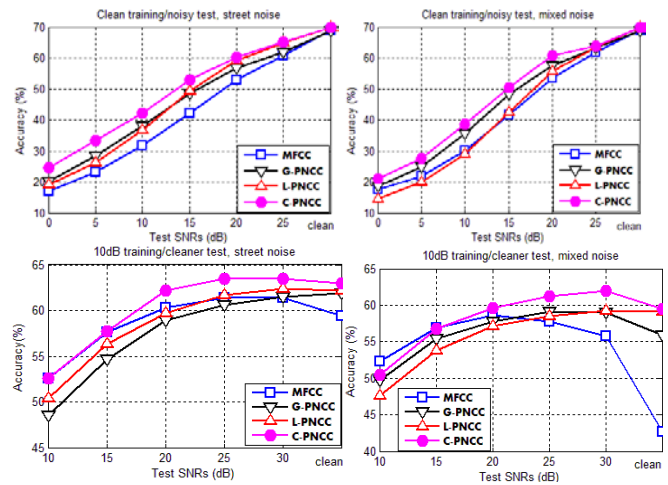 Clean training/noisy test, street noise
Accuracy (%)
70
60
50
40
30
20
10
0 5 10 15 20 25 clean
Test SNRs (dB)
MFCC
G-PNCC
L-PNCC
C-PNCC
Clean training/noisy test, mixed noise
Accuracy (%)
70
60
50
40
30
20
10
0 5 10 15 20 25 clean
Test SNRs (dB)
MFCC
G-PNCC
L-PNCC
C-PNCC
10dB training/cleaner test, street noise
Accuracy(%)
65
60
55
50
45
10 15 20 25 30 clean
Test SNRs (dB)
MFCC
G-PNCC
L-PNCC
C-PNCC
10dB training/cleaner test, mixed noise
Accuracy(%)
65
60
55
50
45
40
10 15 20 25 30 clean
Test SNRs (dB)
MFCC
G-PNCC
L-PNCC
C-PNCC